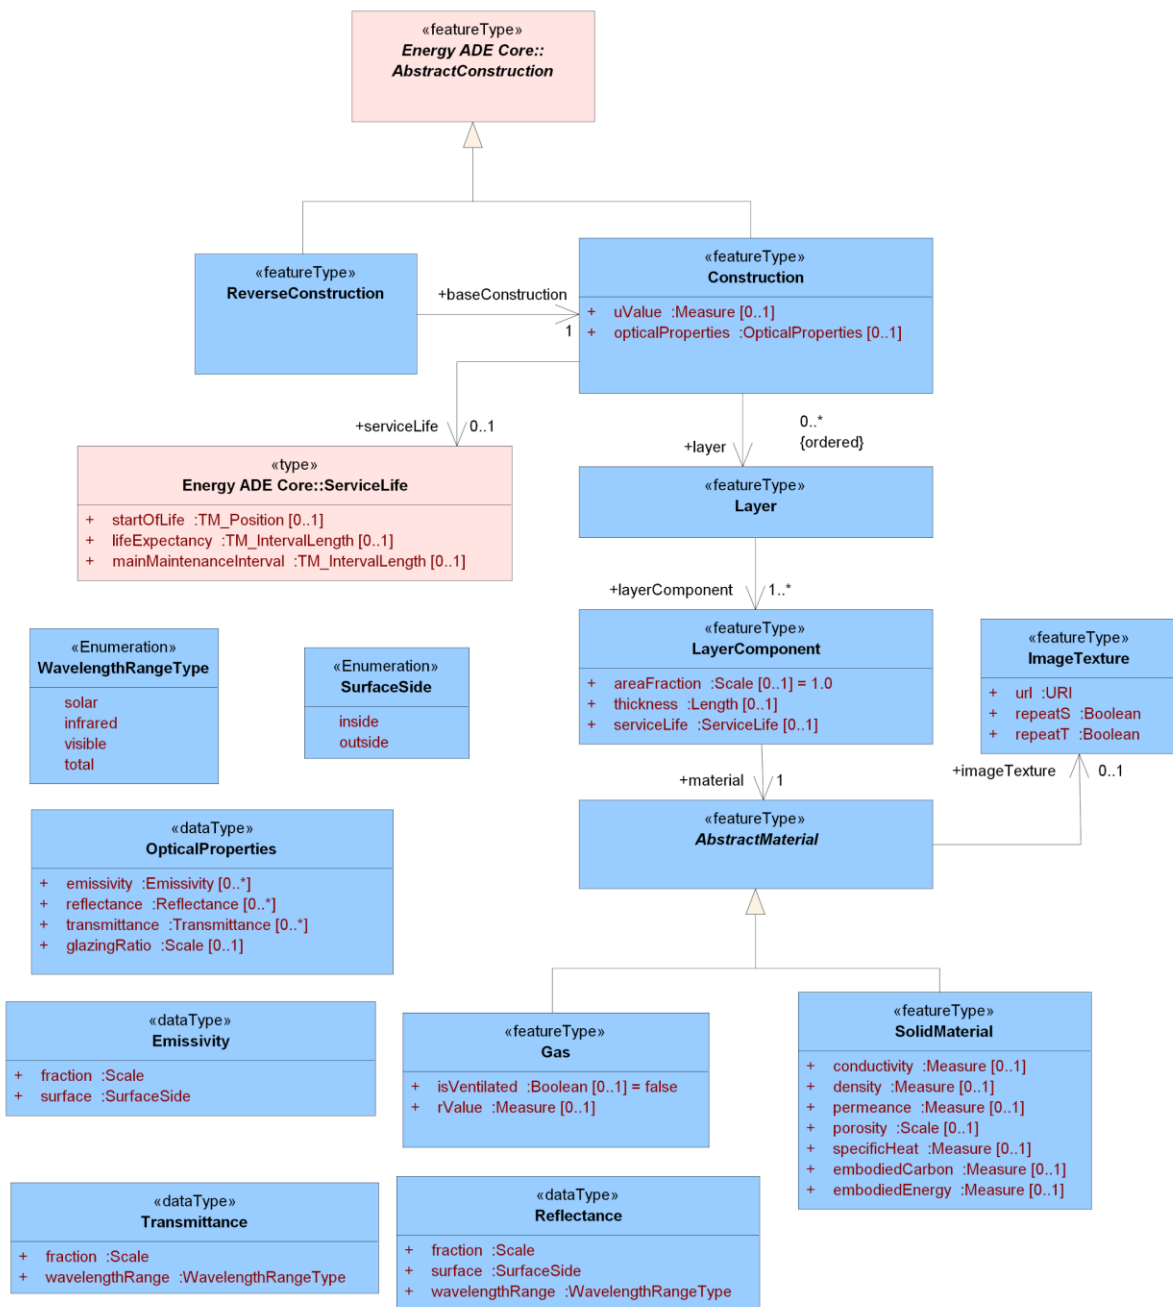 «featureType»
Energy ADE Core::
AbstractConstruction
«featureType»
ReverseConstruction
+baseConstruction
1
«featureType»
Construction
+ uValue :Measure [0..1]
+ opticalProperties :OpticalProperties [0..1]
+serviceLife
0..1
+layer
0..*
{ordered}
«type»
Energy ADE Core::ServiceLife
+ startOfLife :TM_Position [0..1]
+ lifeExpectancy :TM_IntervalLength [0..1]
+ mainMaintenanceInterval :TM_IntervalLength [0..1]
«featureType»
Layer
+layerComponent
1..*
«Enumeration»
WavelengthRangeType
solar
infrared
visible
total
«Enumeration»
SurfaceSide
inside
outside
«featureType»
LayerComponent
+ areaFraction :Scale [0..1] = 1.0
+ thickness :Length [0..1]
+ serviceLife :ServiceLife [0..1]
«featureType»
ImageTexture
+ url :URI
+ repeatS :Boolean
+ repeatT :Boolean
+material
1
+imageTexture
0..1
«featureType»
AbstractMaterial
«dataType»
OpticalProperties
+ emissivity :Emissivity [0..*]
+ reflectance :Reflectance [0..*]
+ transmittance :Transmittance [0..*]
+ glazingRatio :Scale [0..1]
«dataType»
Emissivity
+ fraction :Scale
+ surface :SurfaceSide
«featureType»
Gas
+ isVentilated :Boolean [0..1] = false
+ rValue :Measure [0..1]
«featureType»
SolidMaterial
+ conductivity :Measure [0..1]
+ density :Measure [0..1]
+ permeance :Measure [0..1]
+ porosity :Scale [0..1]
+ specificHeat :Measure [0..1]
+ embodiedCarbon :Measure [0..1]
+ embodiedEnergy :Measure [0..1]
«dataType»
Transmittance
+ fraction :Scale
+ wavelengthRange :WavelengthRangeType
«dataType»
Reflectance
+ fraction :Scale
+ surface :SurfaceSide
+ wavelengthRange :WavelengthRangeType